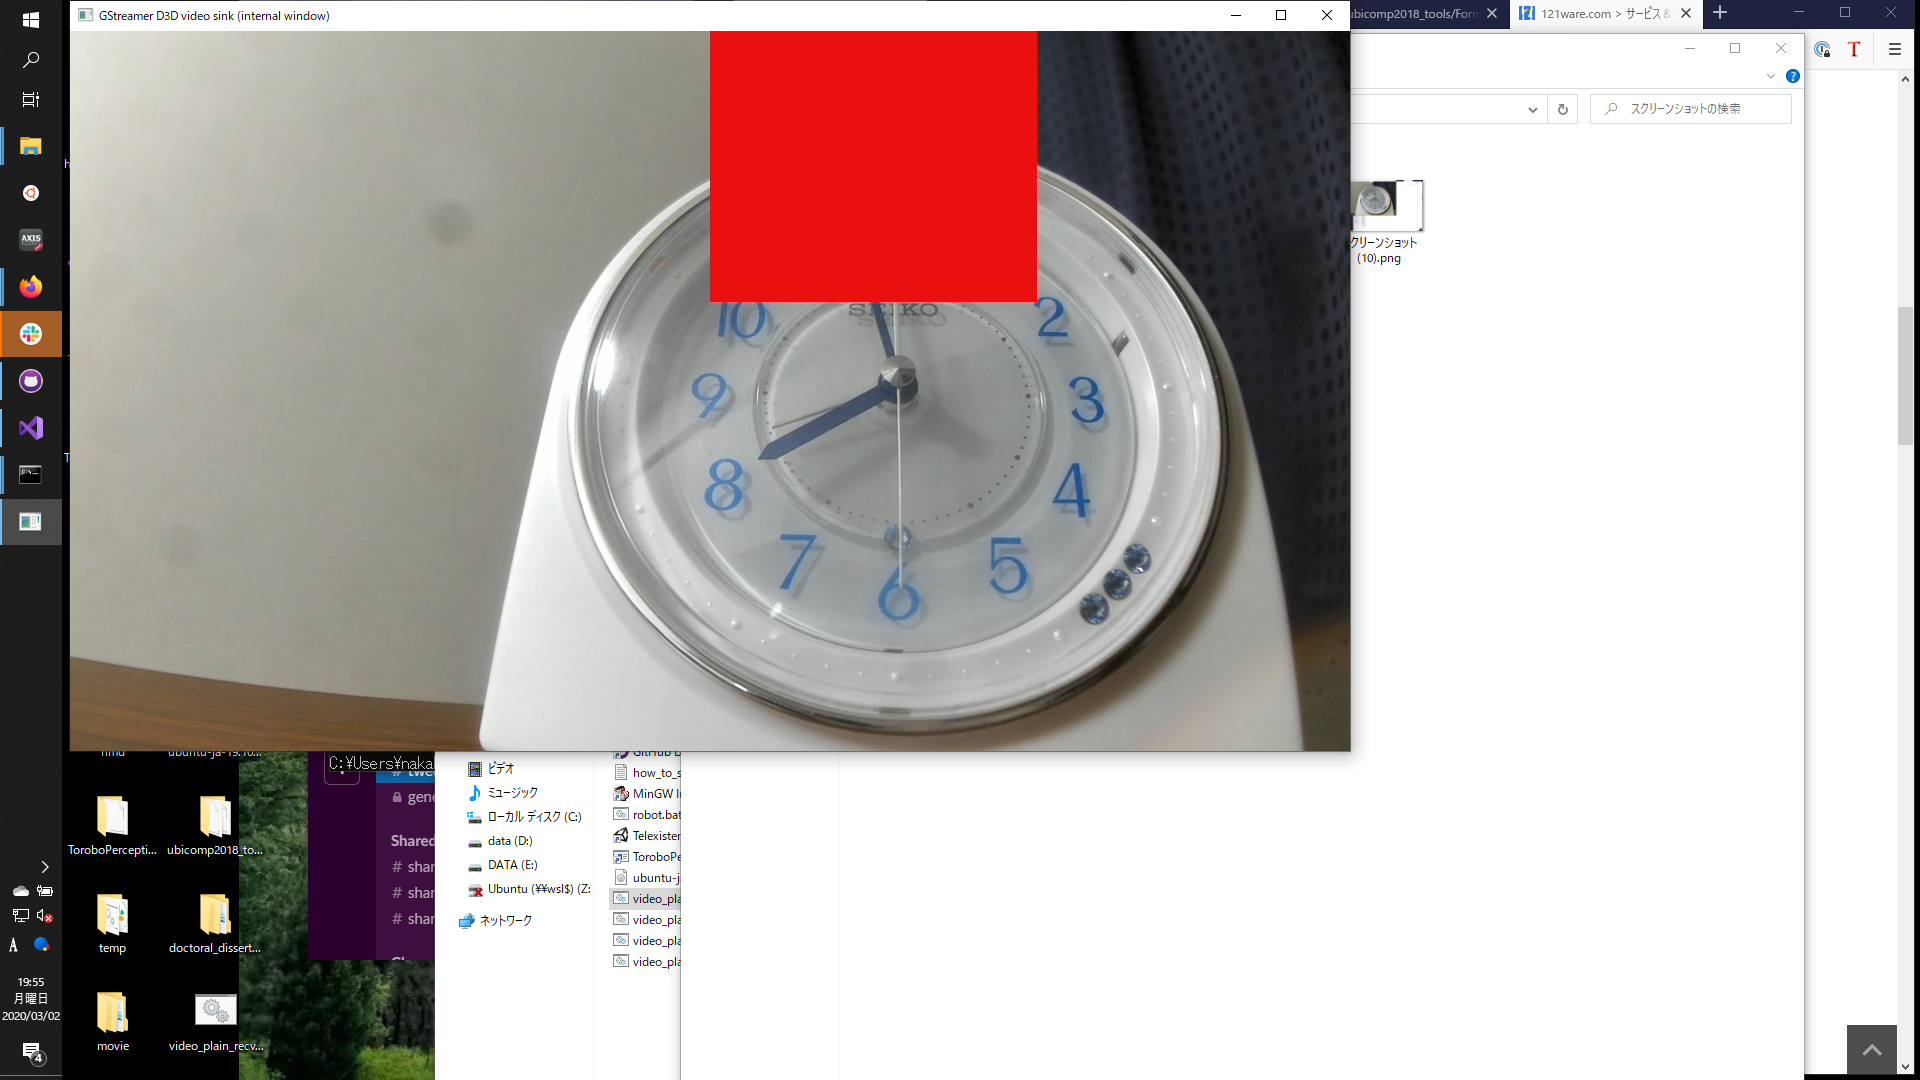 GStreamer D3D video sink (internal window)
ubicomp2018_tools/Form
121ware.com > サービス &
スクリーンショットの検索
クリーンショット
(10).png
SEIKO
10
2
9
3
8
4
7
5
6
C:¥Users¥naka
gene
Shared
# shar
# shar
# shar
ビデオ
ミュージック
ローカル ディスク (C:)
data (D:)
DATA (E:)
Ubuntu (¥¥wsl$) (Z:
ネットワーク
how_to_s
MinGW I
robot.bat
Telexister
ToroboPe
ubuntu-j
video_pla
video_pla
video_pla
video_pla
ToroboPercepti...
ubicomp2018_to...
temp
doctoral_dissert...
movie
video_plain_recv...
AXIS
A
19:55
月曜日
2020/03/02
4